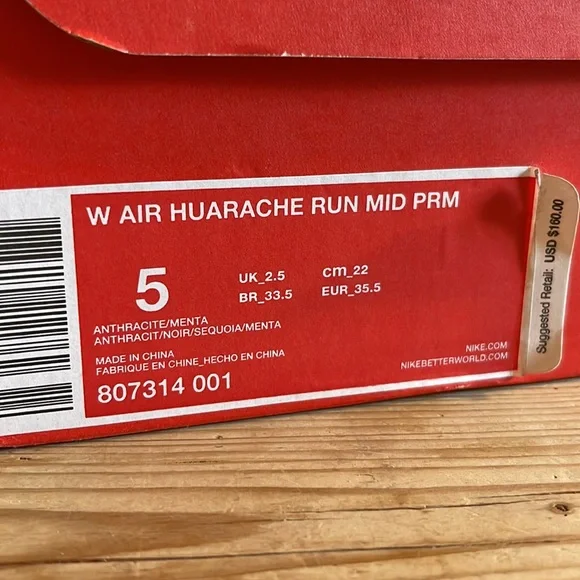 W AIR HUARACHE RUN MID PRM
5
UK_2.5 cm_22
BR_33.5 EUR_35.5
ANTHRACITE/MENTA
ANTHRACIT/NOIR/SEQUOIA/MENTA
MADE IN CHINA
FABRIQUE EN CHINE_HECHO EN CHINA
807314 001
NIKE.COM
NIKEBETTERWORLD.COM
Suggested Retail: USD $160.00